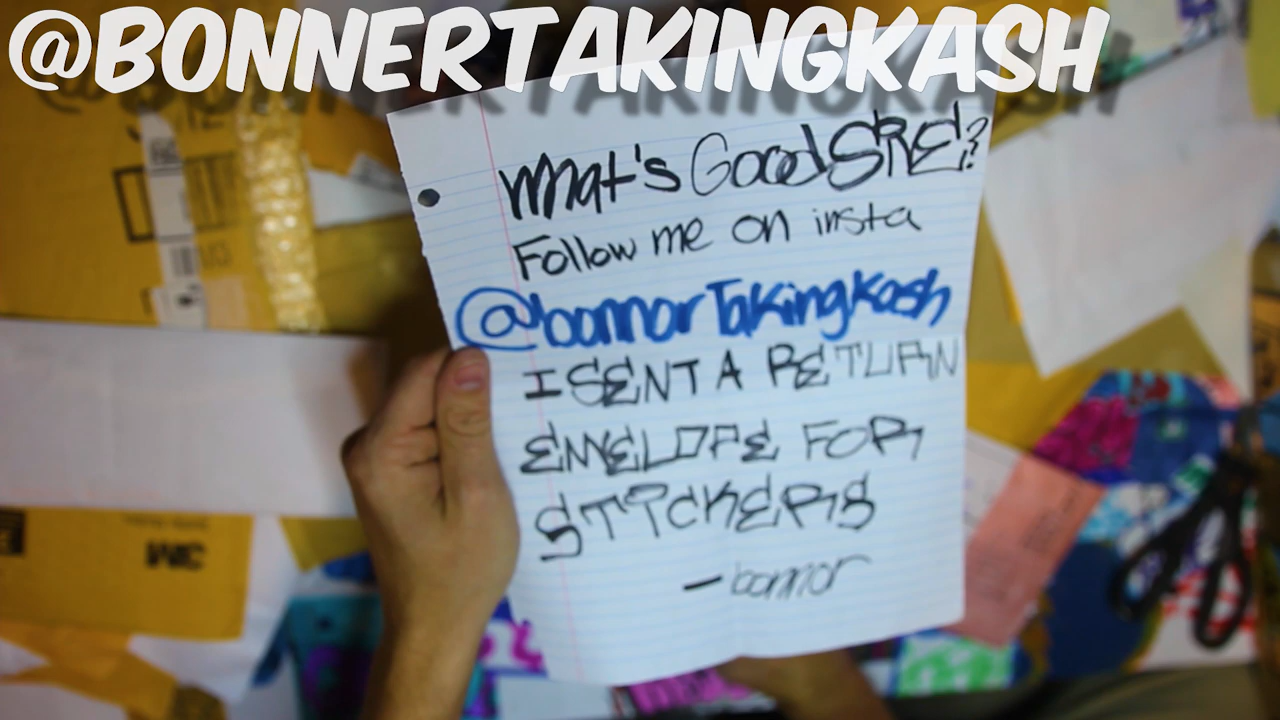 @BONNERTAKINGKASH
What's Good SIRE?
Follow me on insta
@bonnorTakingKash
I SENT A RETURN
ENVELOPE FOR
STiCKERS
-bonnor